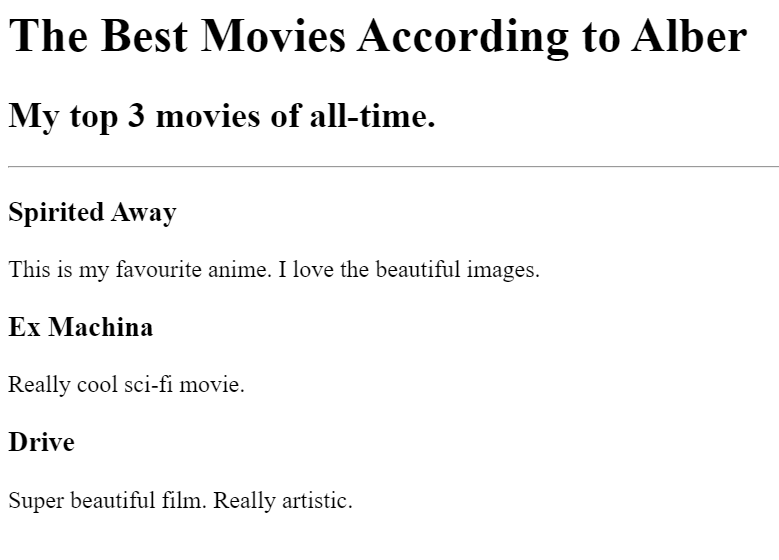 The Best Movies According to Alber
My top 3 movies of all-time.
Spirited Away
This is my favourite anime. I love the beautiful images.
Ex Machina
Really cool sci-fi movie.
Drive
Super beautiful film. Really artistic.